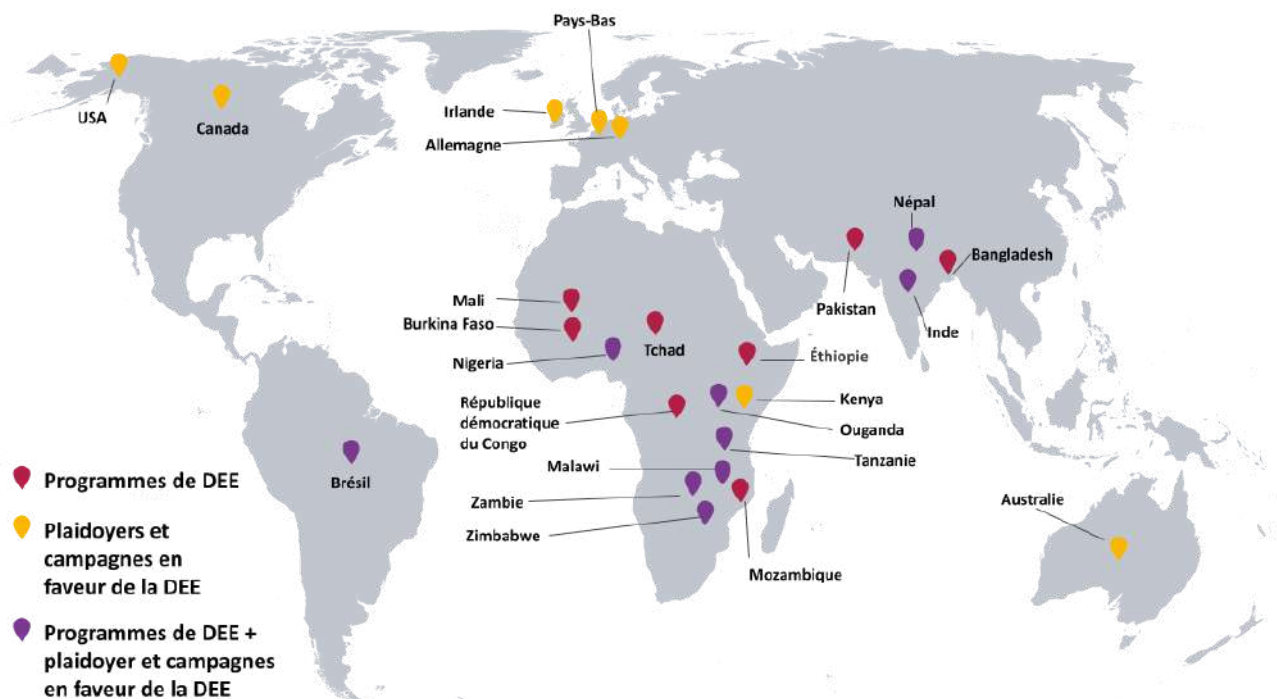 Pays-Bas
USA
Canada
Irlande
Allemagne
Népal
Bangladesh
Pakistan
Inde
Mali
Burkina Faso
Tchad
Nigeria
Éthiopie
République
démocratique
du Congo
Kenya
Ouganda
Tanzanie
Malawi
Zambie
Zimbabwe
Mozambique
Brésil
Australie
Programmes de DEE
Plaidoyers et
campagnes en
faveur de la DEE
Programmes de DEE +
plaidoyer et campagnes
en faveur de la DEE